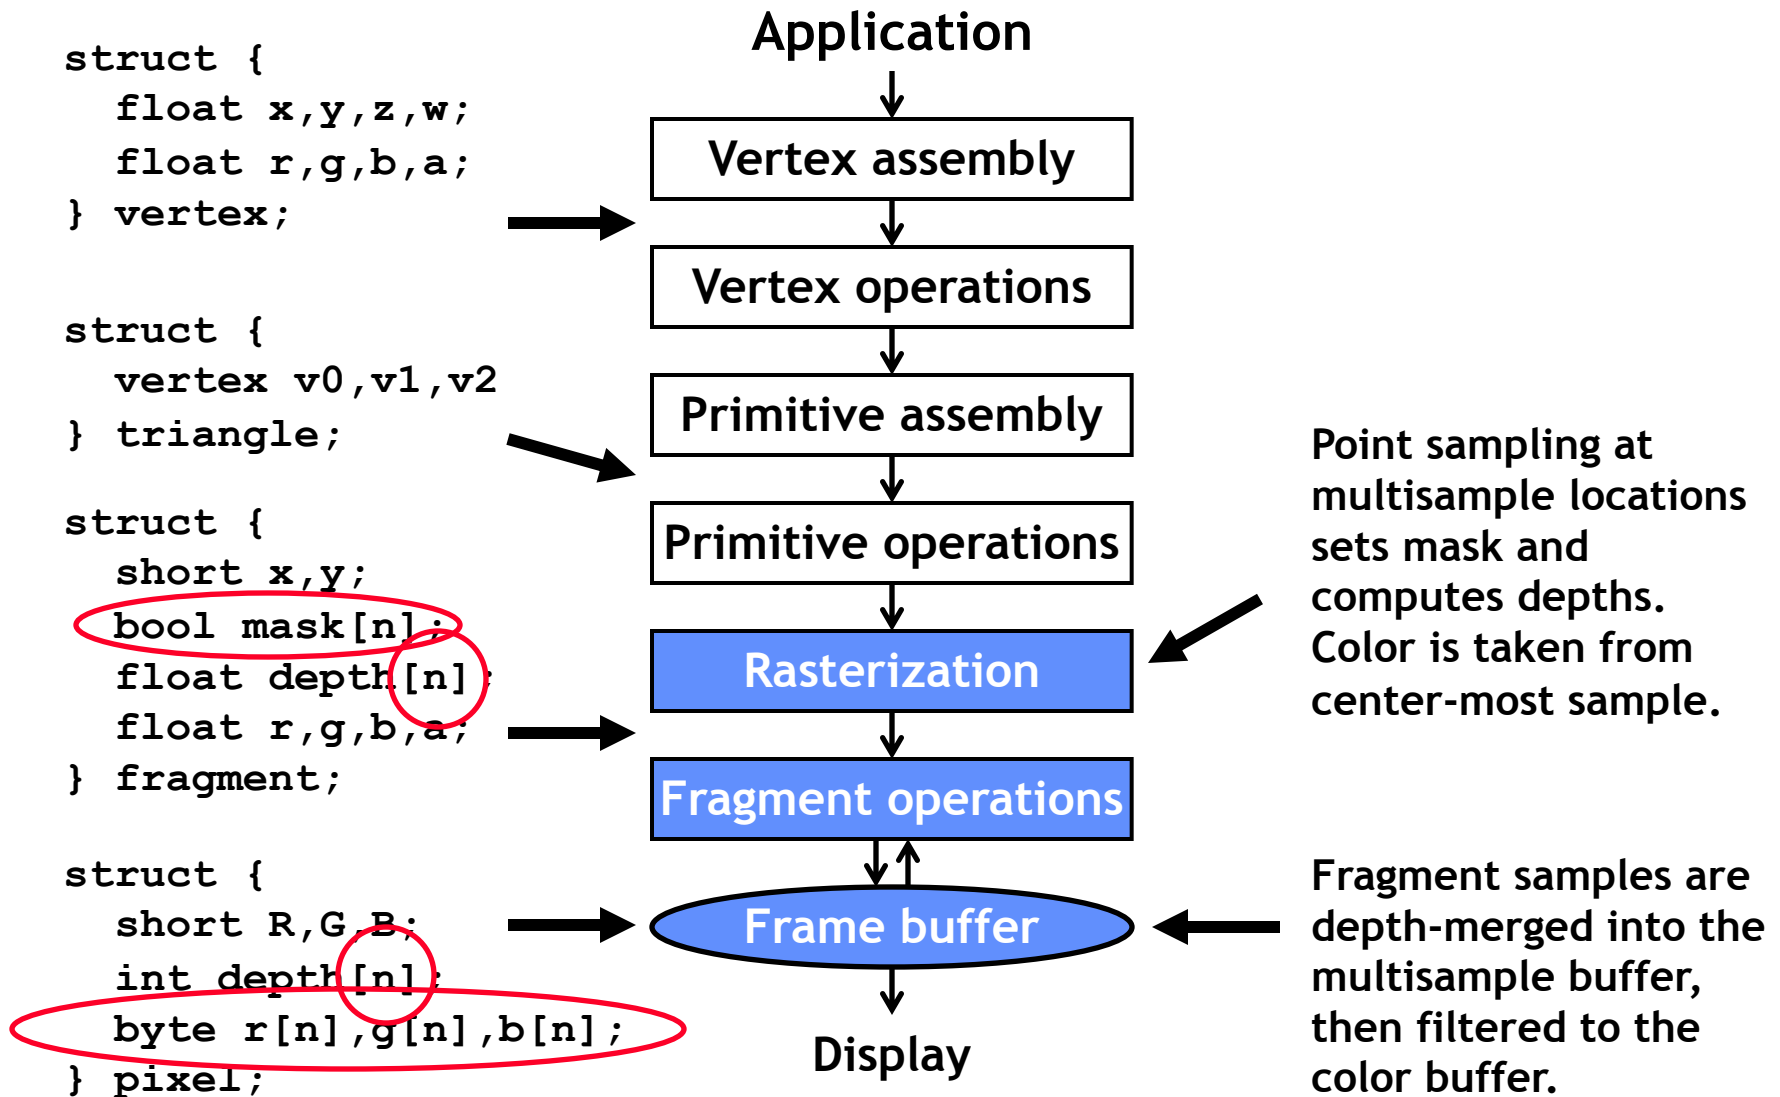 struct {
float x,y,z,w;
float r,g,b,a;
} vertex;
struct {
vertex v0,v1,v2
} triangle;
struct {
short x,y;
bool mask[n];
float depth[n];
float r,g,b,a;
} fragment;
struct {
short R,G,B;
int depth[n];
byte r[n],g[n],b[n];
} pixel;
Application
Vertex assembly
Vertex operations
Primitive assembly
Primitive operations
Rasterization
Fragment operations
Frame buffer
Display
Point sampling at
multisample locations
sets mask and
computes depths.
Color is taken from
center-most sample.
Fragment samples are
depth-merged into the
multisample buffer,
then filtered to the
color buffer.